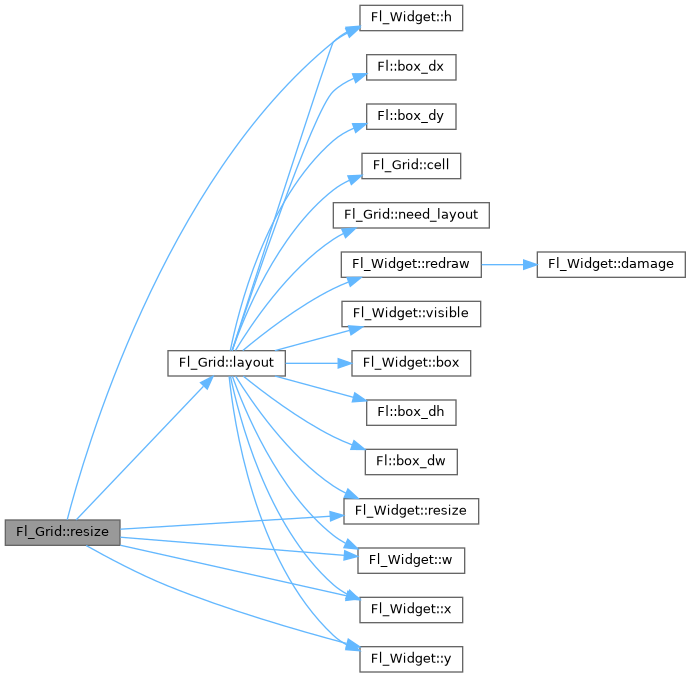 Fl_Widget::h
Fl::box_dx
Fl::box_dy
Fl_Grid::cell
Fl_Grid::need_layout
Fl_Widget::redraw
Fl_Widget::damage
Fl_Widget::visible
Fl_Grid::layout
Fl_Widget::box
Fl::box_dh
Fl::box_dw
Fl_Widget::resize
Fl_Grid::resize
Fl_Widget::w
Fl_Widget::x
Fl_Widget::y